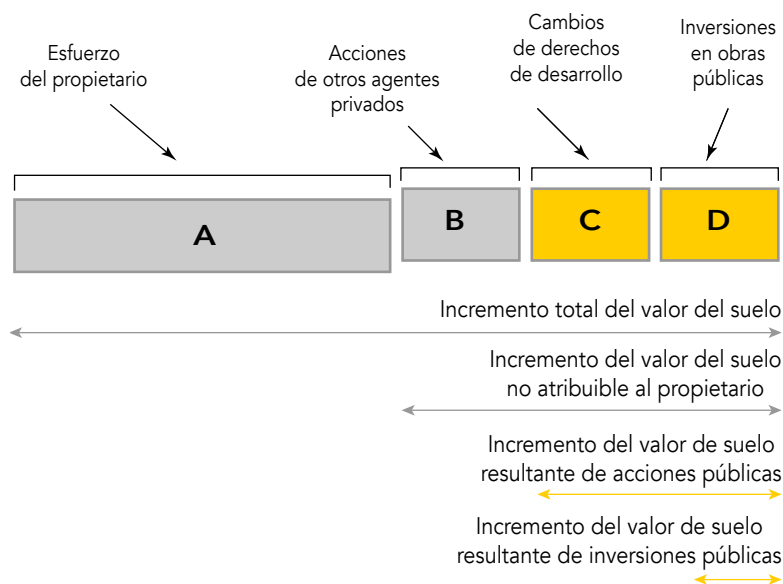 Esfuerzo
del propietario
Acciones
de otros agentes
privados
Cambios
de derechos
de desarrollo
Inversiones
en obras
públicas
A
B
C
D
Incremento total del valor del suelo
Incremento del valor del suelo
no atribuible al propietario
Incremento del valor de suelo
resultante de acciones públicas
Incremento del valor de suelo
resultante de inversiones públicas